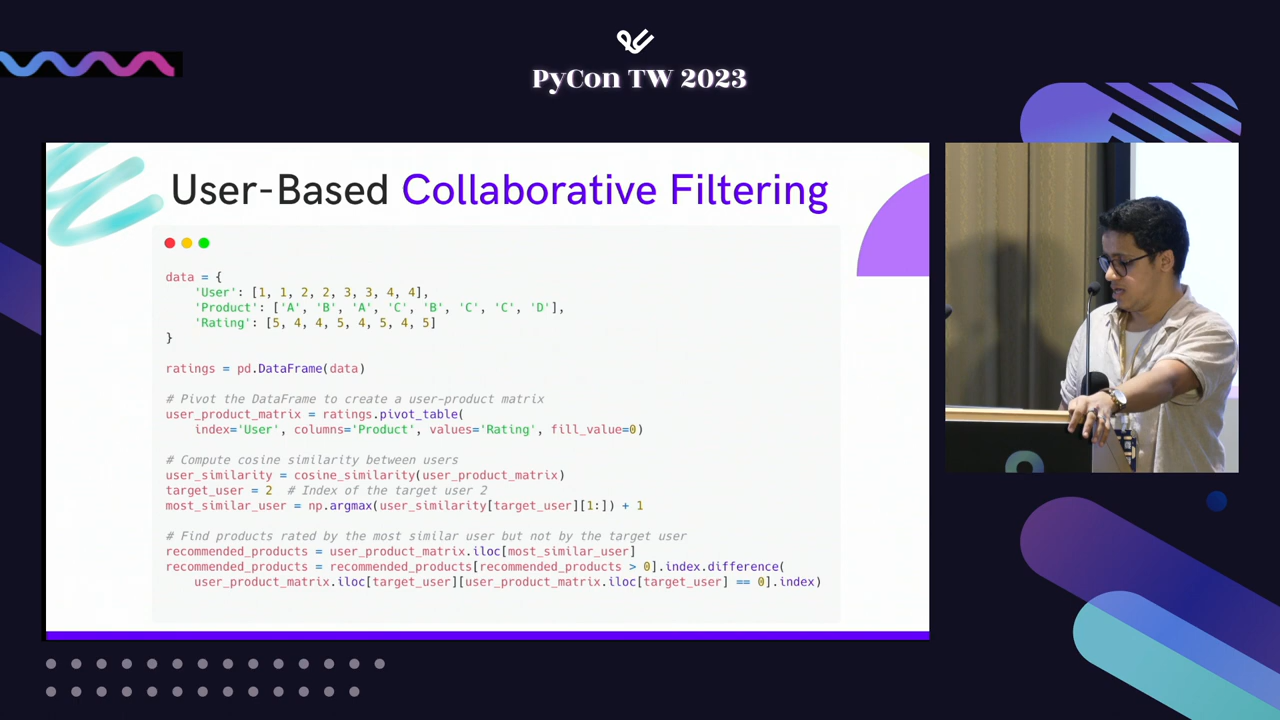 PyCon TW 2023
User-Based Collaborative Filtering
data = {
    'User': [1, 1, 2, 2, 3, 3, 4, 4],
    'Product': ['A', 'B', 'A', 'C', 'B', 'C', 'C', 'D'],
    'Rating': [5, 4, 4, 5, 4, 5, 4, 5]
}
ratings = pd.DataFrame(data)
# Pivot the DataFrame to create a user-product matrix
user_product_matrix = ratings.pivot_table(
    index='User', columns='Product', values='Rating', fill_value=0)
# Compute cosine similarity between users
user_similarity = cosine_similarity(user_product_matrix)
target_user = 2  # Index of the target user 2
most_similar_user = np.argmax(user_similarity[target_user][1:]) + 1
# Find products rated by the most similar user but not by the target user
recommended_products = user_product_matrix.iloc[most_similar_user]
recommended_products = recommended_products[recommended_products > 0].index.difference(
    user_product_matrix.iloc[target_user][user_product_matrix.iloc[target_user] == 0].index)